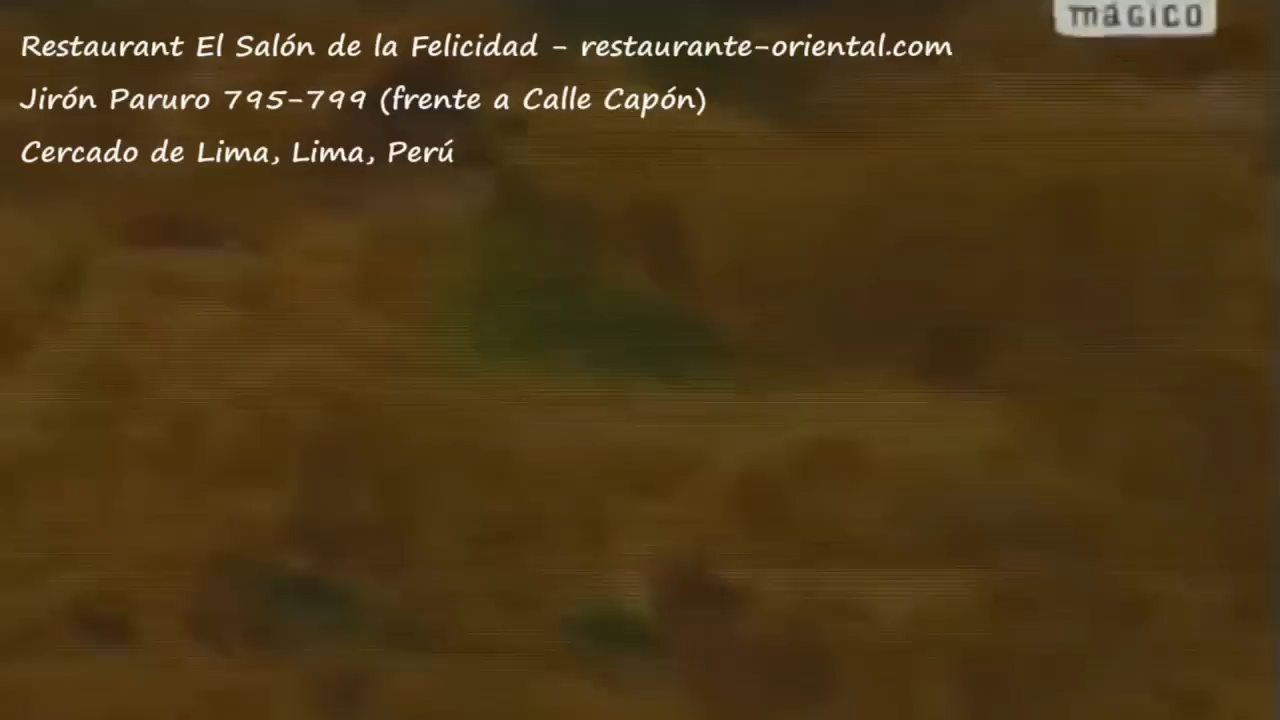 mágico
Restaurant El Salón de la Felicidad - restaurante-oriental.com
Jirón Paruro 795-799 (frente a Calle Capón)
Cercado de Lima, Lima, Perú